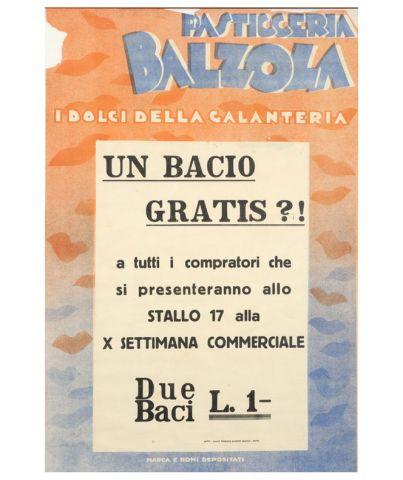 PASTICCERIA
BALZOLA
I DOLCI DELLA GALANTERIA
UN BACIO
GRATIS ?!
a tutti i compratori che
si presenteranno allo
STALLO 17 alla
X SETTIMANA COMMERCIALE
Due
Baci L. 1-
MARCA E NOMI DEPOSITATI